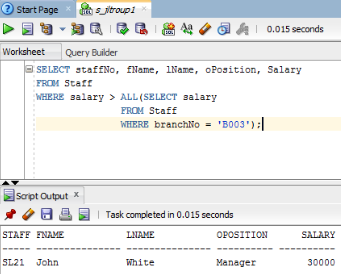 Start Page
s_jltroup1
0.015 seconds
Worksheet
Query Builder
SELECT staffNo, fName, lName, oPosition, Salary
FROM Staff
WHERE salary > ALL(SELECT salary
FROM Staff
WHERE branchNo = 'B003');
Script Output
Task completed in 0.015 seconds
STAFF FNAME LNAME OPOSITION SALARY
SL21 John White Manager 30000